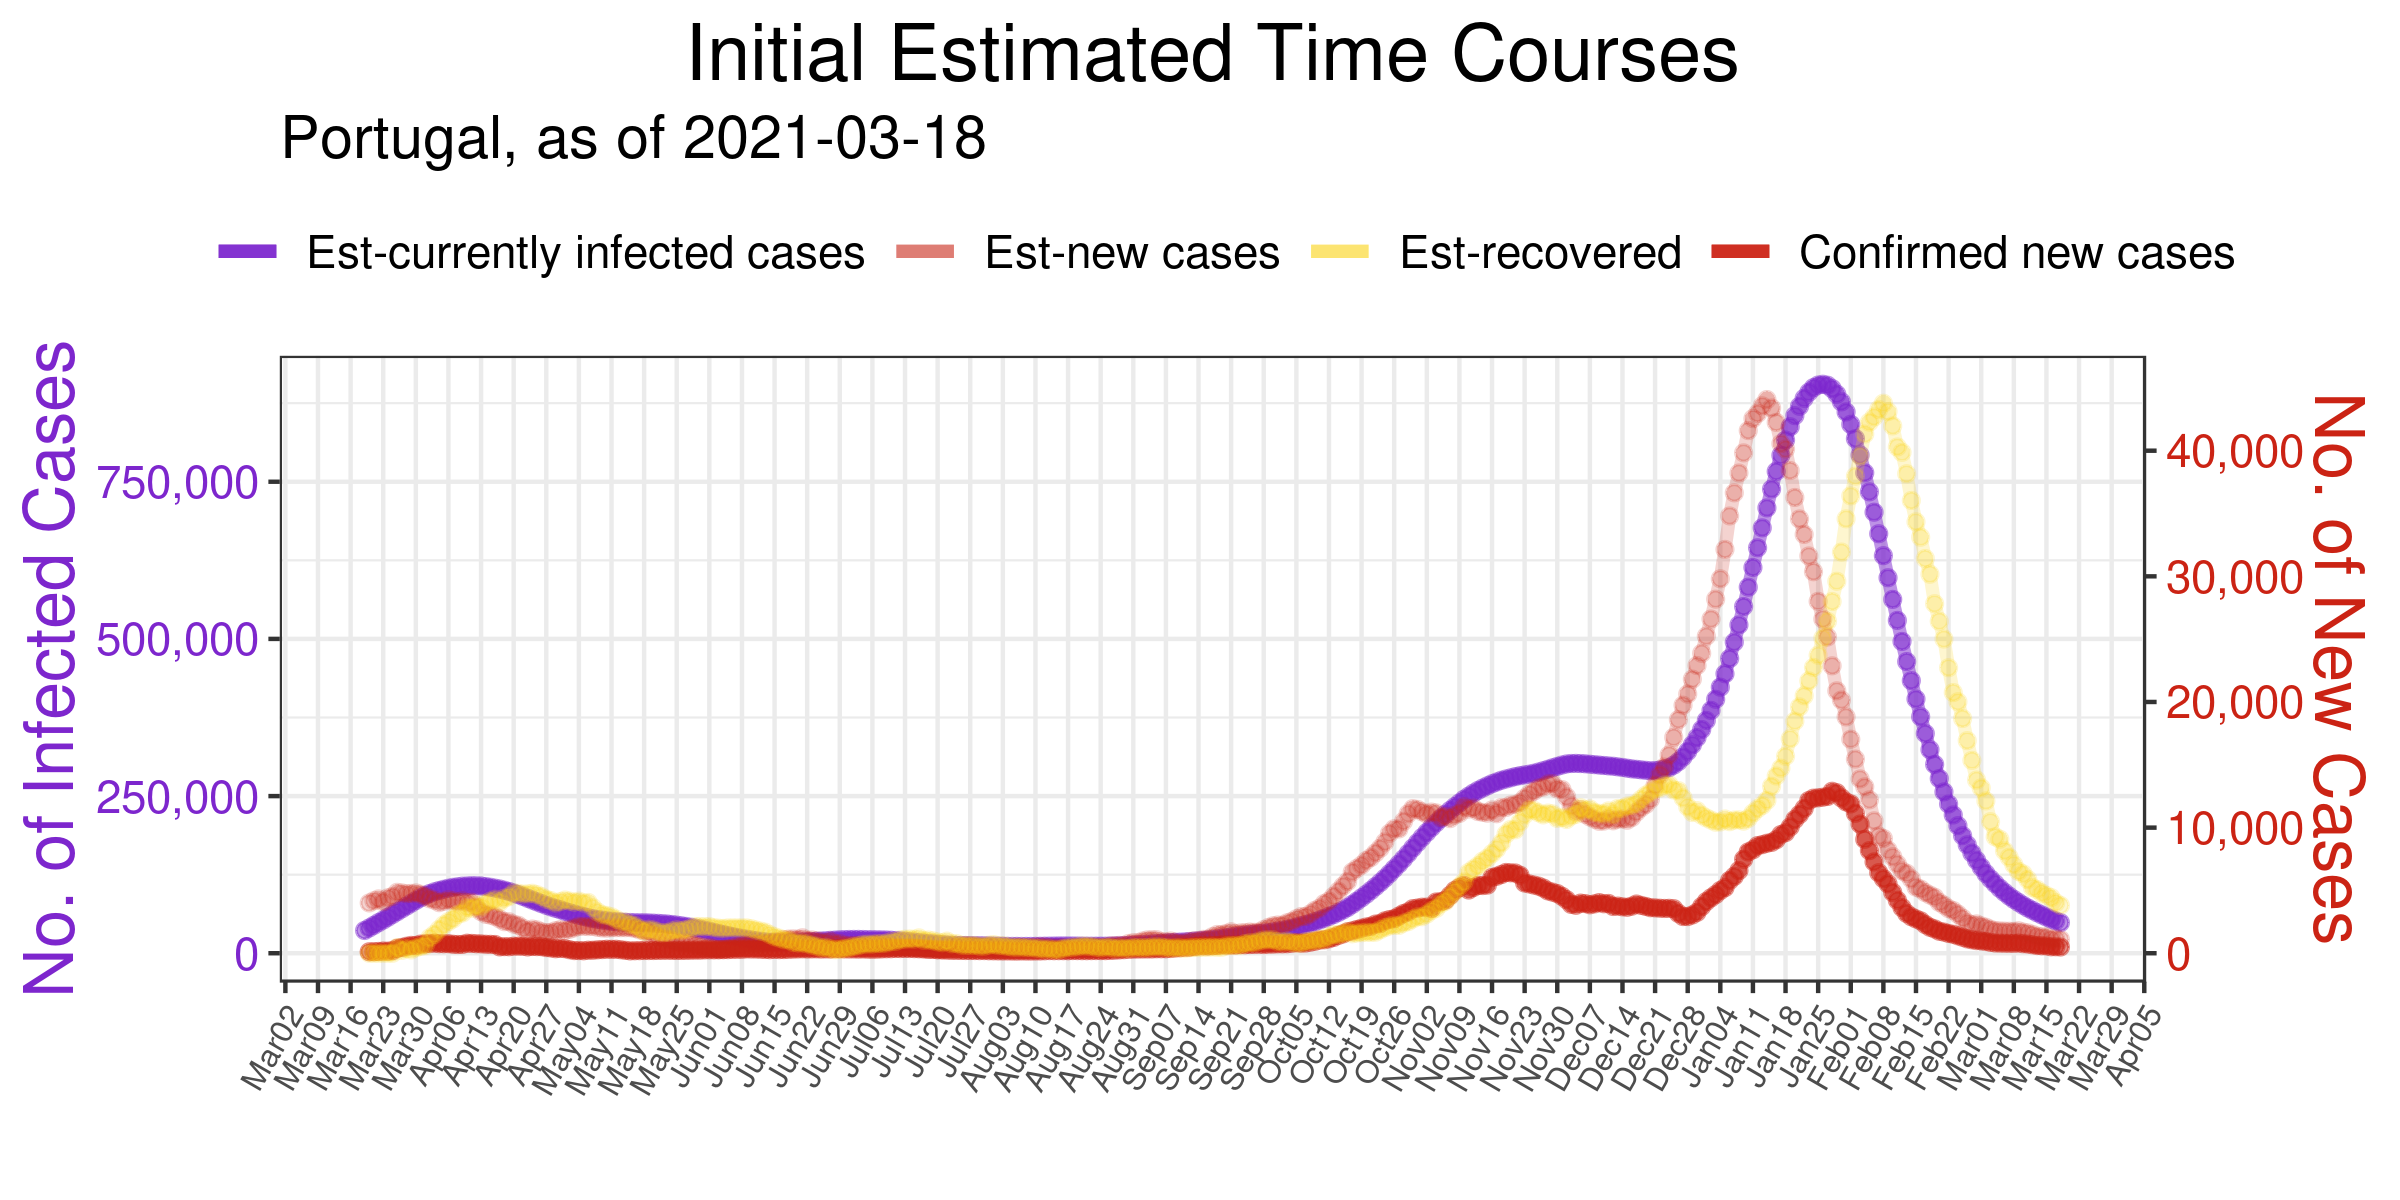 Initial Estimated Time Courses
Portugal, as of 2021-03-18
Est-currently infected cases Est-new cases Est-recovered Confirmed new cases
No. of Infected Cases
750,000
500,000
250,000
0
40,000
30,000
20,000
10,000
0
No. of New Cases
Mar02 Mar09 Mar16 Mar23 Mar30 Apr06 Apr13 Apr20 Apr27 May04 May11 May18 May25 Jun01 Jun08 Jun15 Jun22 Jun29 Jul06 Jul13 Jul20 Jul27 Aug03 Aug10 Aug17 Aug24 Aug31 Sep07 Sep14 Sep21 Sep28 Oct05 Oct12 Oct19 Oct26 Nov02 Nov09 Nov16 Nov23 Nov30 Dec07 Dec14 Dec21 Dec28 Dec04 Jan11 Jan18 Jan25 Jan25 Feb01 Feb08 Feb15 Feb22 Mar01 Mar08 Mar15 Mar22 Mar29 Apr05